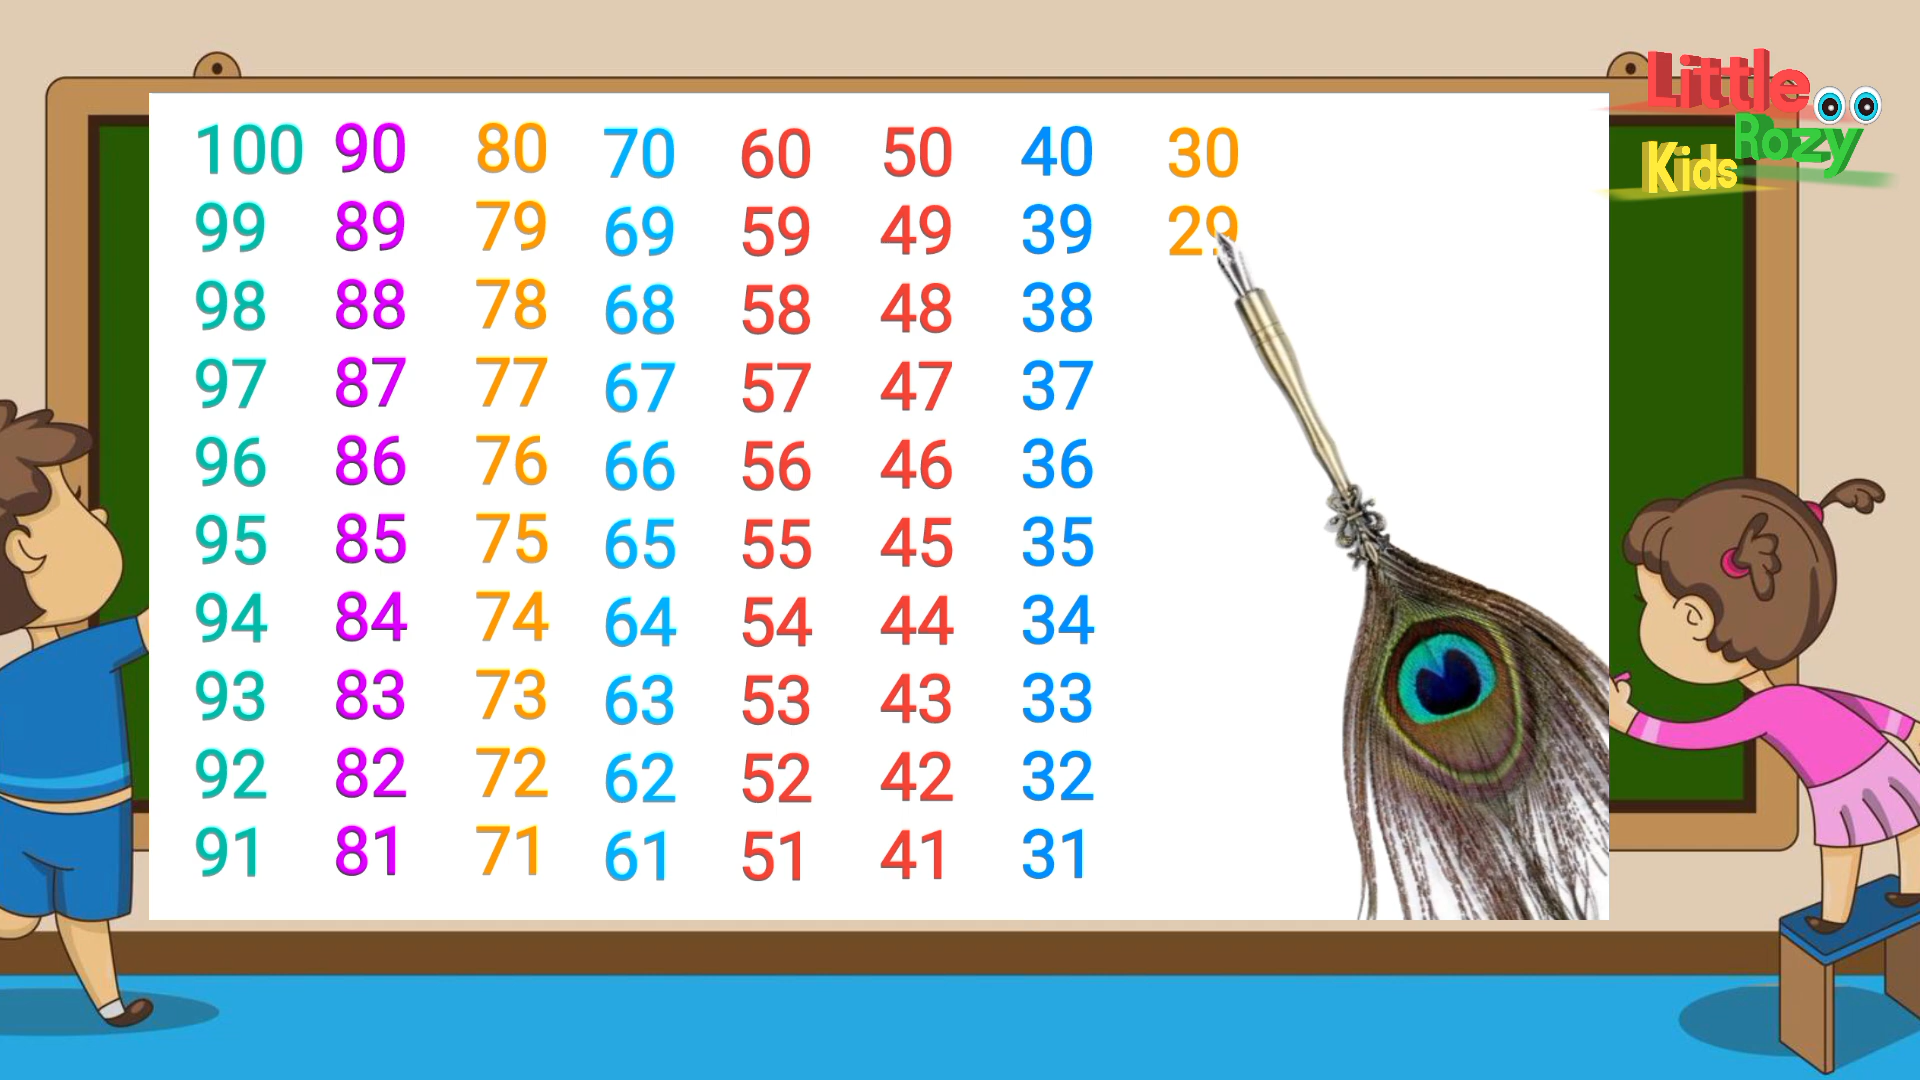 100 90 80 70 60 50 40 30
99 89 79 69 59 49 39 29
98 88 78 68 58 48 38
97 87 77 67 57 47 37
96 86 76 66 56 46 36
95 85 75 65 55 45 35
94 84 74 64 54 44 34
93 83 73 63 53 43 33
92 82 72 62 52 42 32
91 81 71 61 51 41 31
Little
Rozy
Kids